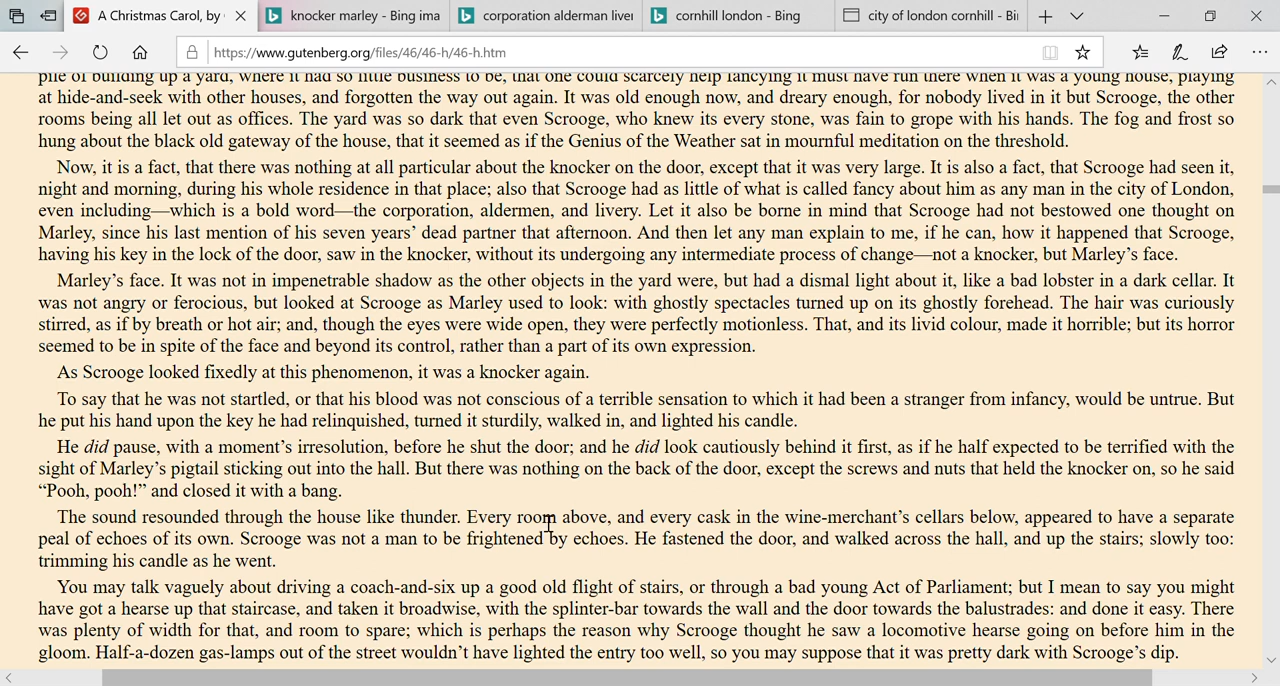 A Christmas Carol, by
knocker marley - Bing ima
corporation alderman liver
cornhill london - Bing
city of london cornhill - Bi
https://www.gutenberg.org/files/46/46-h/46-h.htm
pile of building up a yard, where it had so little business to be, that one could scarcely help fancying it must have run there when it was a young house, playing
at hide-and-seek with other houses, and forgotten the way out again. It was old enough now, and dreary enough, for nobody lived in it but Scrooge, the other
rooms being all let out as offices. The yard was so dark that even Scrooge, who knew its every stone, was fain to grope with his hands. The fog and frost so
hung about the black old gateway of the house, that it seemed as if the Genius of the Weather sat in mournful meditation on the threshold.
Now, it is a fact, that there was nothing at all particular about the knocker on the door, except that it was very large. It is also a fact, that Scrooge had seen it,
night and morning, during his whole residence in that place; also that Scrooge had as little of what is called fancy about him as any man in the city of London,
even including—which is a bold word—the corporation, aldermen, and livery. Let it also be borne in mind that Scrooge had not bestowed one thought on
Marley, since his last mention of his seven years’ dead partner that afternoon. And then let any man explain to me, if he can, how it happened that Scrooge,
having his key in the lock of the door, saw in the knocker, without its undergoing any intermediate process of change—not a knocker, but Marley’s face.
Marley’s face. It was not in impenetrable shadow as the other objects in the yard were, but had a dismal light about it, like a bad lobster in a dark cellar. It
was not angry or ferocious, but looked at Scrooge as Marley used to look: with ghostly spectacles turned up on its ghostly forehead. The hair was curiously
stirred, as if by breath or hot air; and, though the eyes were wide open, they were perfectly motionless. That, and its livid colour, made it horrible; but its horror
seemed to be in spite of the face and beyond its control, rather than a part of its own expression.
As Scrooge looked fixedly at this phenomenon, it was a knocker again.
To say that he was not startled, or that his blood was not conscious of a terrible sensation to which it had been a stranger from infancy, would be untrue. But
he put his hand upon the key he had relinquished, turned it sturdily, walked in, and lighted his candle.
He did pause, with a moment’s irresolution, before he shut the door; and he did look cautiously behind it first, as if he half expected to be terrified with the
sight of Marley’s pigtail sticking out into the hall. But there was nothing on the back of the door, except the screws and nuts that held the knocker on, so he said
“Pooh, pooh!” and closed it with a bang.
The sound resounded through the house like thunder. Every room above, and every cask in the wine-merchant’s cellars below, appeared to have a separate
peal of echoes of its own. Scrooge was not a man to be frightened by echoes. He fastened the door, and walked across the hall, and up the stairs; slowly too:
trimming his candle as he went.
You may talk vaguely about driving a coach-and-six up a good old flight of stairs, or through a bad young Act of Parliament; but I mean to say you might
have got a hearse up that staircase, and taken it broadwise, with the splinter-bar towards the wall and the door towards the balustrades: and done it easy. There
was plenty of width for that, and room to spare; which is perhaps the reason why Scrooge thought he saw a locomotive hearse going on before him in the
gloom. Half-a-dozen gas-lamps out of the street wouldn’t have lighted the entry too well, so you may suppose that it was pretty dark with Scrooge’s dip.